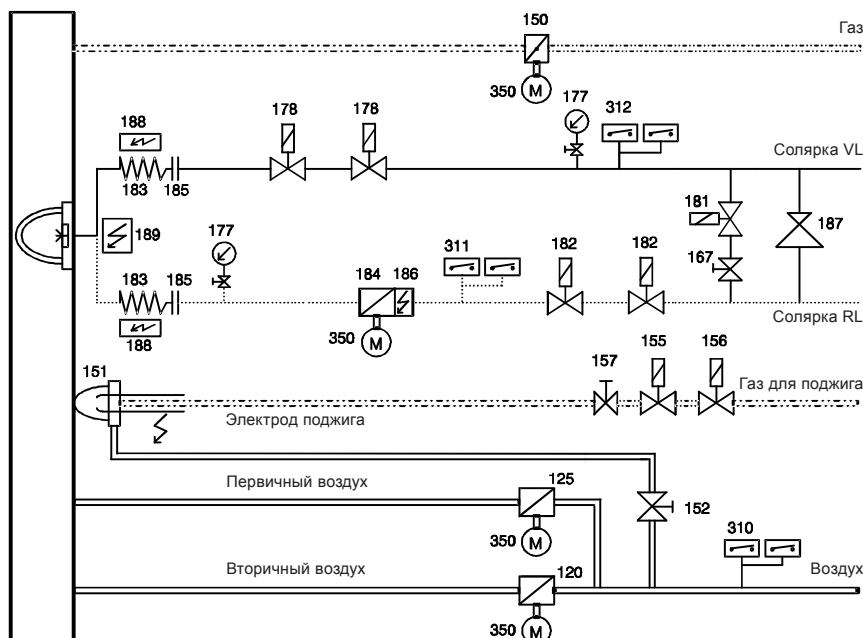 150
Газ
350 M
188
178
178
177
312
Солярка VL
183
185
181
189
177
311
182
182
167
187
183
185
184
186
188
350 M
Солярка RL
151
157
155
156
Газ для поджига
Электрод поджига
Первичный воздух
125
152
310
350 M
Вторичный воздух
120
Воздух
350 M